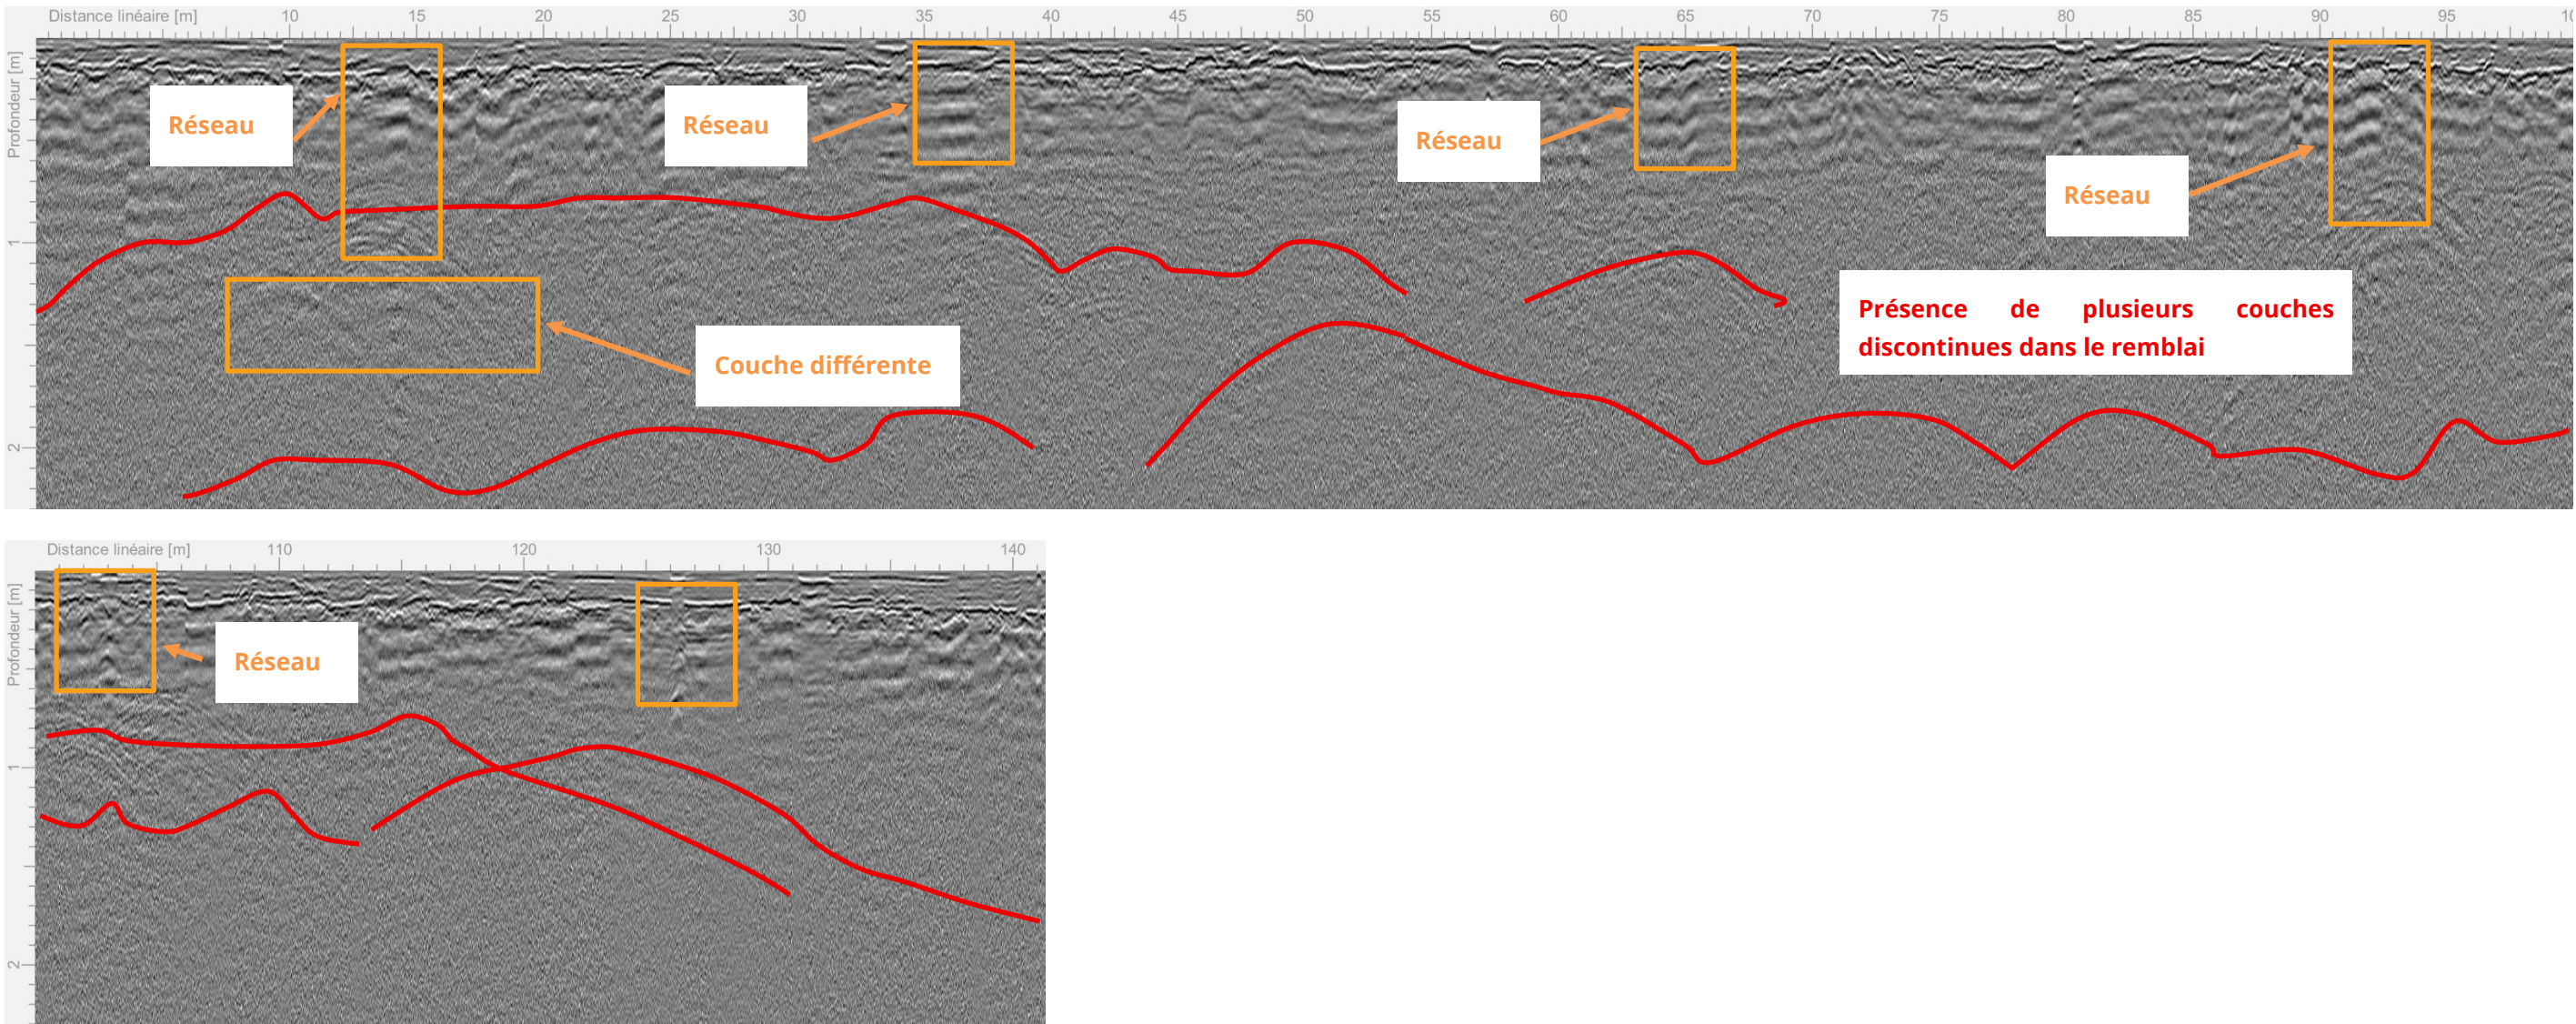 Distance linéaire [m] 10 15 20 25 30 35 40 45 50 55 60 65 70 75 80 85 90 95
Profondeur [m]
Réseau
Réseau
Réseau
Réseau
1
Présence de plusieurs couches
discontinues dans le remblai
Couche différente
2
Distance linéaire [m] 110 120 130 140
Profondeur [m]
Réseau
1
2